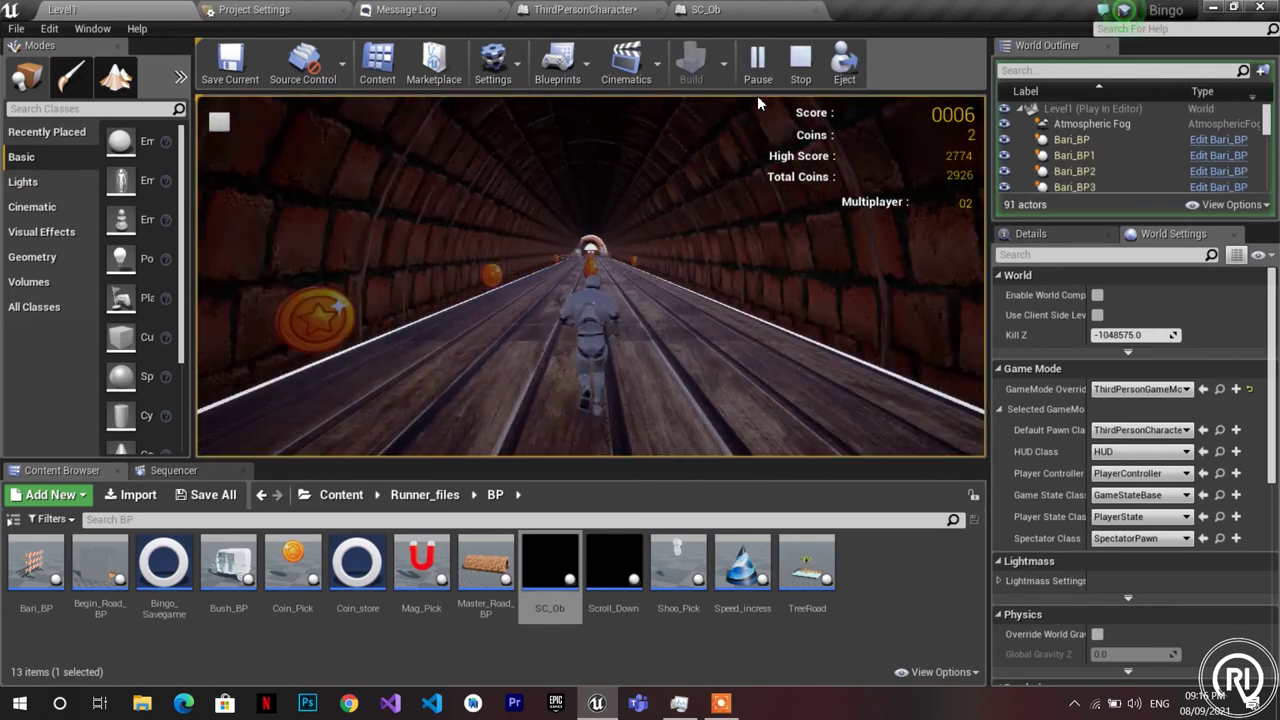 Level1
Project Settings
Message Log
ThirdPersonCharacter*
SC_Ob
Bingo
File
Edit
Window
Help
Search For Help
Modes
Search Classes
Recently Placed
Basic
Lights
Cinematic
Visual Effects
Geometry
Volumes
All Classes
Em
Em
Em
Po
Pla
Cu
Sp
Cy
Save Current
Source Control
Content
Marketplace
Settings
Blueprints
Cinematics
Build
Pause
Stop
Eject
Score : 0006
Coins : 2
High Score : 2774
Total Coins : 2926
Multiplayer : 02
World Outliner
Search...
Label Type
Level1 (Play In Editor) World
Atmospheric Fog AtmosphericFog
Bari_BP Edit Bari_BP
Bari_BP1 Edit Bari_BP
Bari_BP2 Edit Bari_BP
Bari_BP3 Edit Bari_BP
91 actors View Options
Details
World Settings
Search
World
Enable World Comp
Use Client Side Lev
Kill Z -1048575.0
Game Mode
GameMode Overrid ThirdPersonGameMo
Selected GameMo
Default Pawn Cla ThirdPersonCharacte
HUD Class HUD
Player Controller PlayerController
Game State Class GameStateBase
Player State Clas PlayerState
Spectator Class SpectatorPawn
Lightmass
Lightmass Settings
Physics
Override World Gra
Global Gravity Z 0.0
Content Browser
Sequencer
Add New
Import
Save All
Content
Runner_files
BP
Filters
Search BP
Bari_BP
Begin_Road_
BP
Bingo_
Savegame
Bush_BP
Coin_Pick
Coin_store
Mag_Pick
Master_Road_
BP
SC_Ob
Scroll_Down
Shoo_Pick
Speed_incress
TreeRoad
13 items (1 selected)
View Options
ENG
09:16 PM
08/09/2021